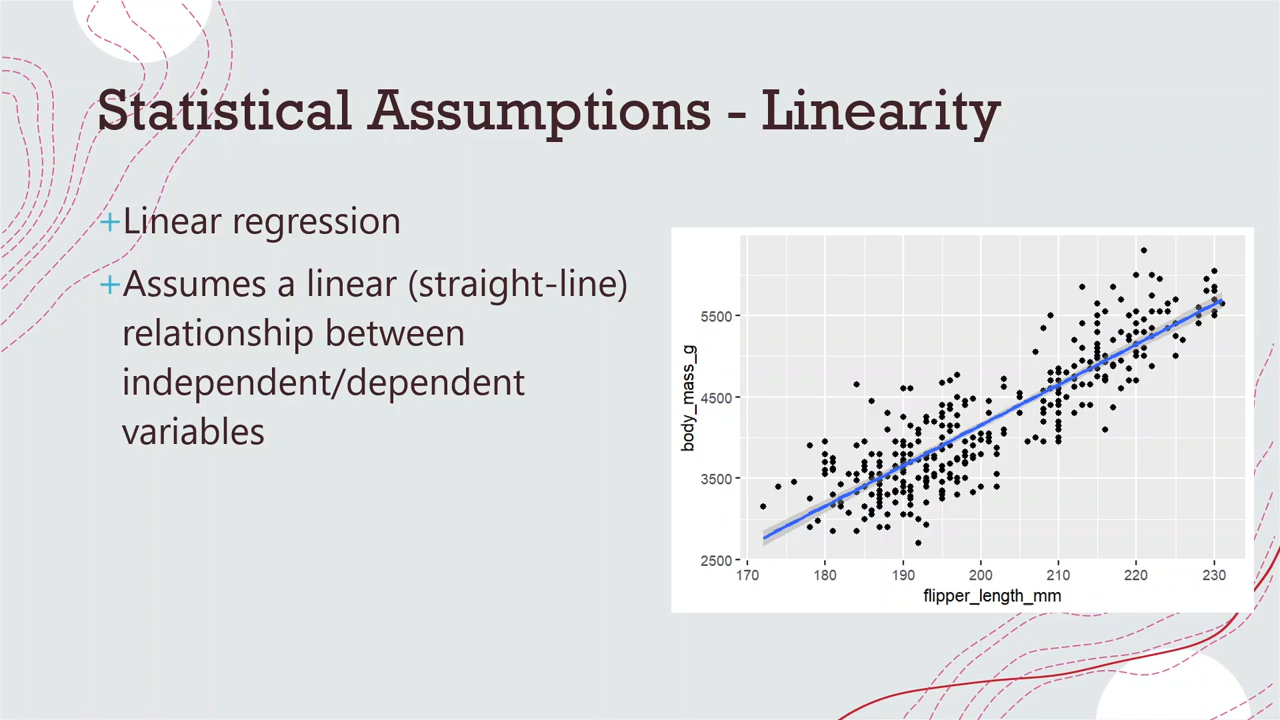 Statistical Assumptions - Linearity
+Linear regression
+Assumes a linear (straight-line)
relationship between
independent/dependent
variables
body_mass_g
5500
4500
3500
2500
170 180 190 200 210 220 230
flipper_length_mm